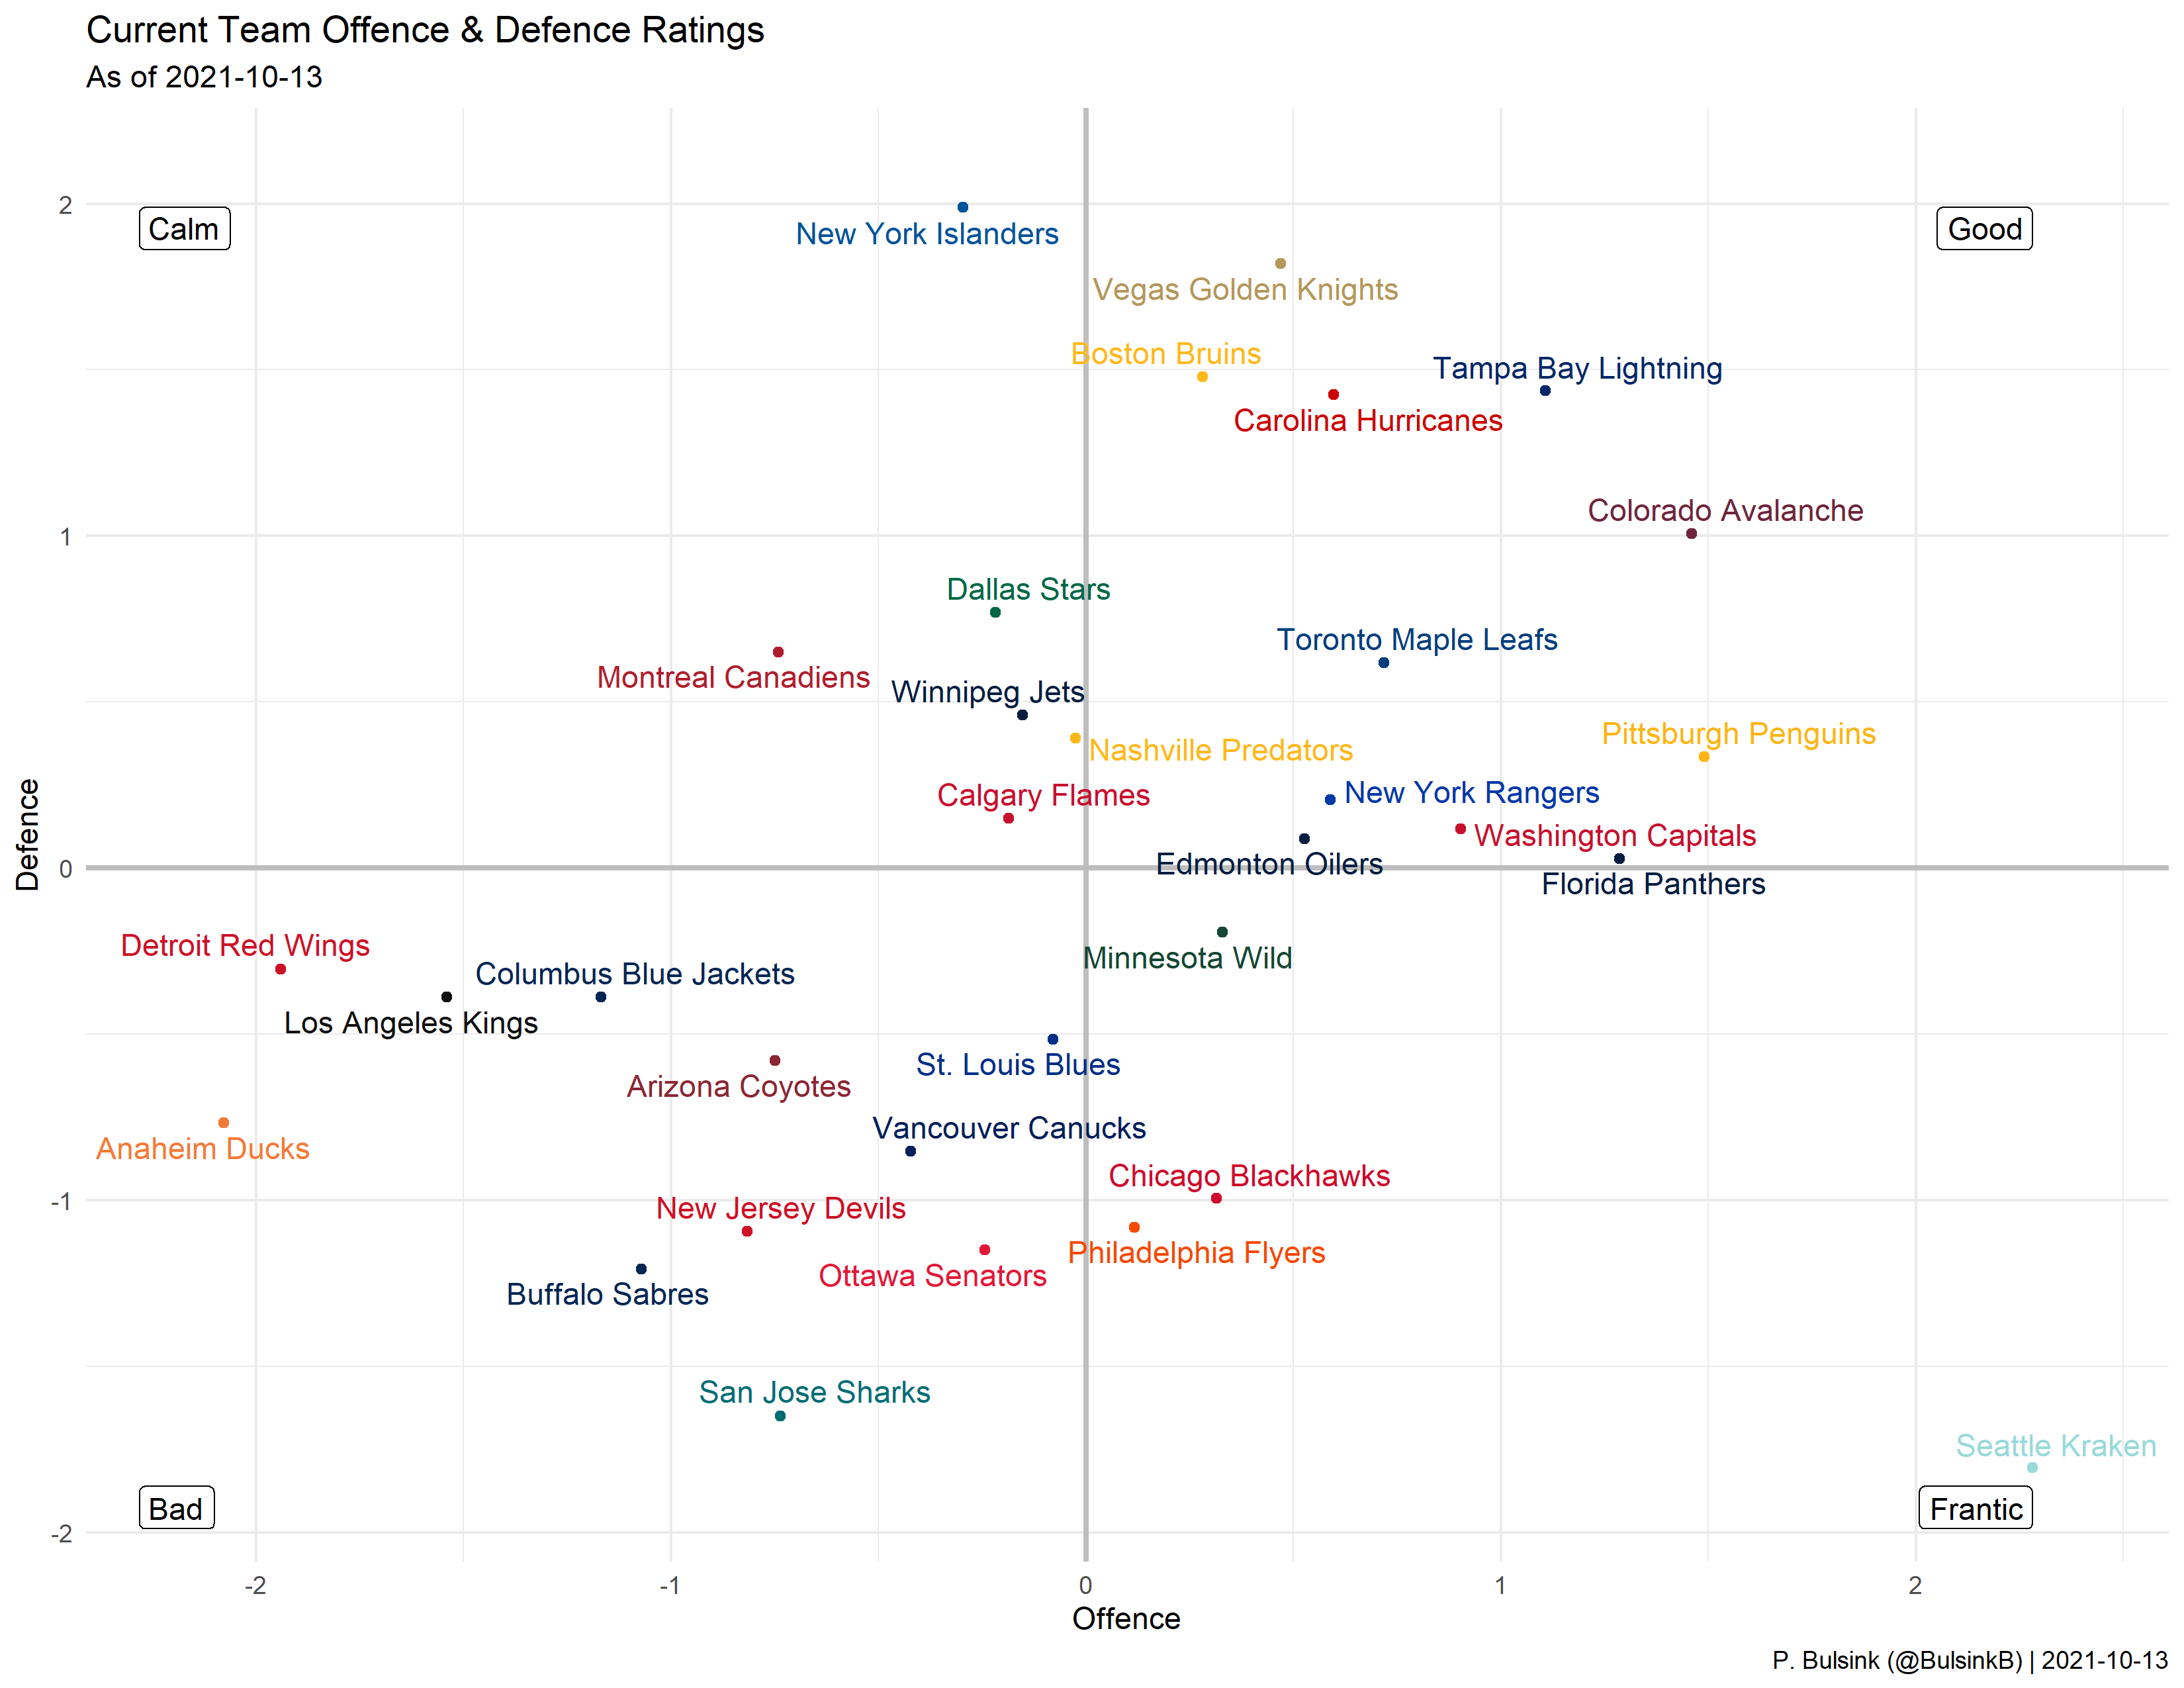 Current Team Offence & Defence Ratings
As of 2021-10-13
2
Calm
New York Islanders
Good
Vegas Golden Knights
Boston Bruins
Tampa Bay Lightning
Carolina Hurricanes
Colorado Avalanche
1
Dallas Stars
Toronto Maple Leafs
Montreal Canadiens
Winnipeg Jets
Pittsburgh Penguins
Nashville Predators
New York Rangers
Calgary Flames
Washington Capitals
Defence
Edmonton Oilers
0
Florida Panthers
Detroit Red Wings
Minnesota Wild
Columbus Blue Jackets
Los Angeles Kings
St. Louis Blues
Arizona Coyotes
Vancouver Canucks
Anaheim Ducks
Chicago Blackhawks
-1
New Jersey Devils
Philadelphia Flyers
Ottawa Senators
Buffalo Sabres
San Jose Sharks
Seattle Kraken
Bad
Frantic
-2
-2
-1
0
1
2
Offence
P. Bulsink (@BulsinkB) | 2021-10-13